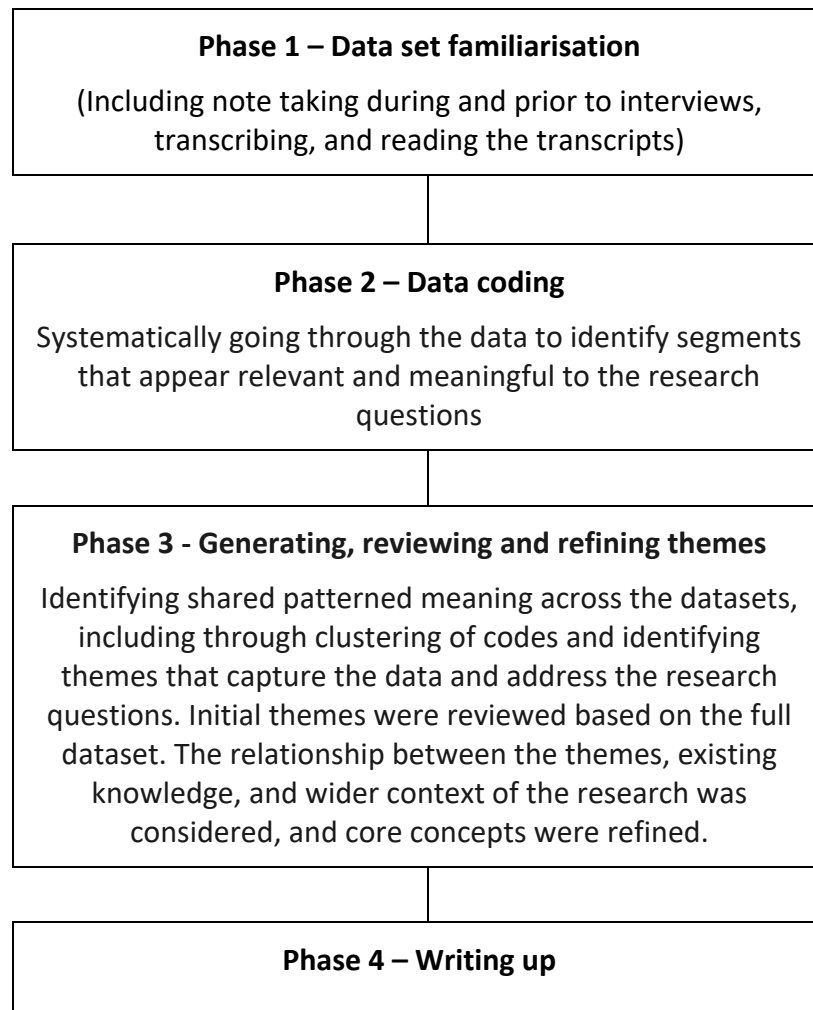 Phase 1 – Data set familiarisation
(Including note taking during and prior to interviews,
transcribing, and reading the transcripts)
Phase 2 – Data coding
Systematically going through the data to identify segments
that appear relevant and meaningful to the research
questions
Phase 3 - Generating, reviewing and refining themes
Identifying shared patterned meaning across the datasets,
including through clustering of codes and identifying
themes that capture the data and address the research
questions. Initial themes were reviewed based on the full
dataset. The relationship between the themes, existing
knowledge, and wider context of the research was
considered, and core concepts were refined.
Phase 4 – Writing up